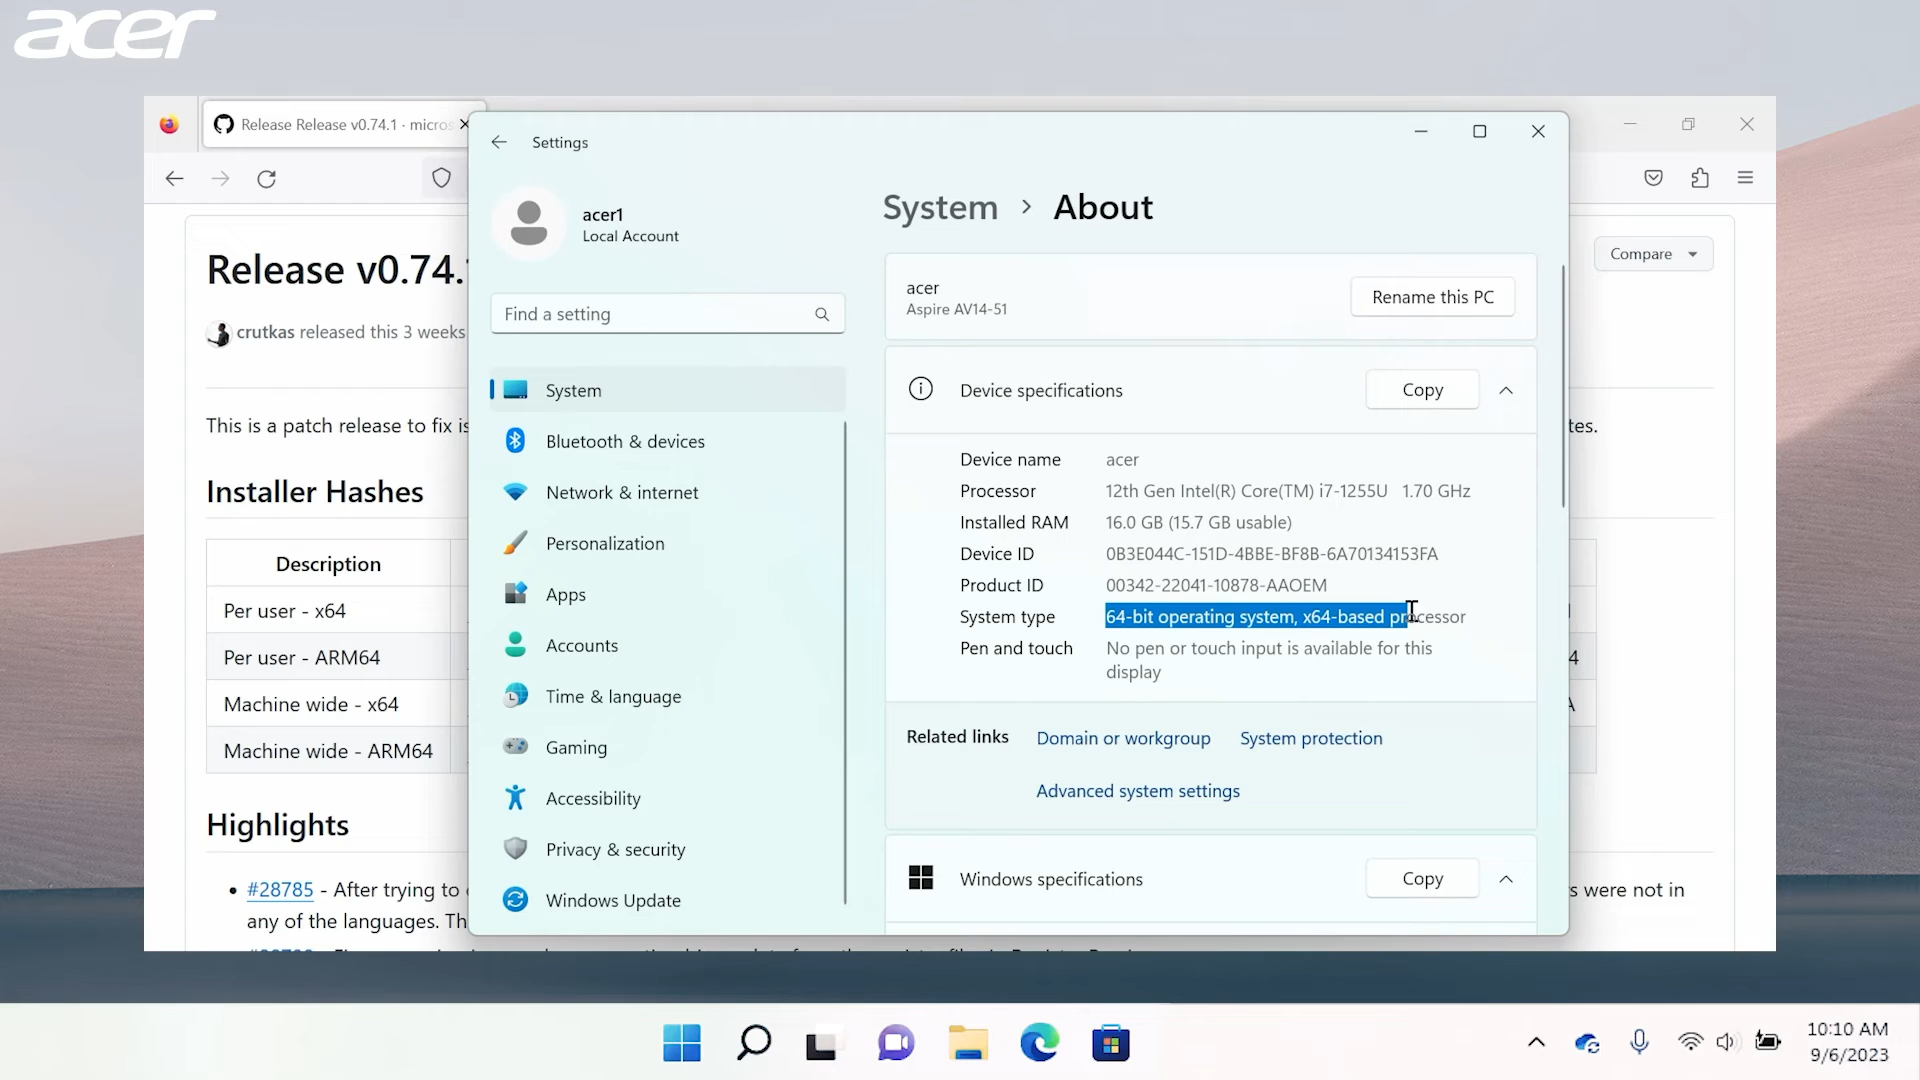 acer
Release Release v0.74.1 · micros
Settings
acer1
Local Account
Find a setting
System
Bluetooth & devices
Network & internet
Personalization
Apps
Accounts
Time & language
Gaming
Accessibility
Privacy & security
Windows Update
System > About
acer
Aspire AV14-51
Rename this PC
Device specifications
Copy
Device name acer
Processor 12th Gen Intel(R) Core(TM) i7-1255U 1.70 GHz
Installed RAM 16.0 GB (15.7 GB usable)
Device ID 0B3E044C-151D-4BBE-BF8B-6A70134153FA
Product ID 00342-22041-10878-AAOEM
System type 64-bit operating system, x64-based processor
Pen and touch No pen or touch input is available for this
display
Related links Domain or workgroup System protection
Advanced system settings
Windows specifications
Copy
Release v0.74.
Compare
crutkas released this 3 weeks
This is a patch release to fix is
tes.
Installer Hashes
Description
Per user - x64
Per user - ARM64
4
Machine wide - x64
A
Machine wide - ARM64
Highlights
#28785 - After trying to
s were not in
any of the languages. Th
10:10 AM
9/6/2023